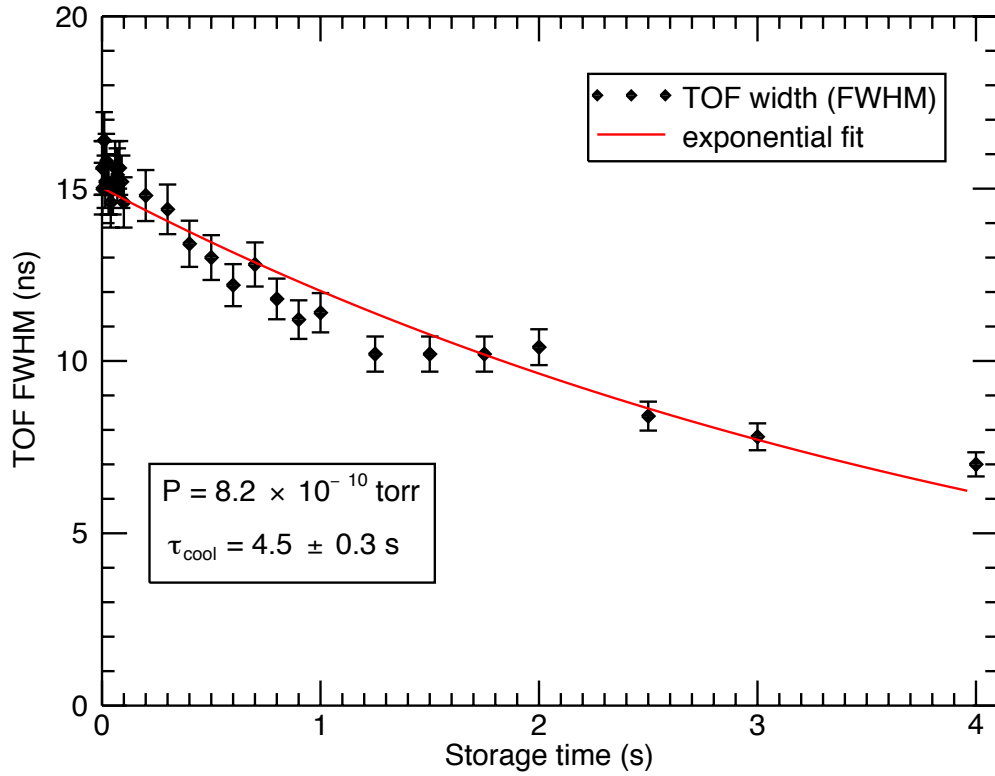 20
15
10
5
0
TOF FWHM (ns)
TOF width (FWHM)
exponential fit
P = 8.2 × 10⁻¹⁰ torr
τcool = 4.5 ± 0.3 s
0 1 2 3 4
Storage time (s)